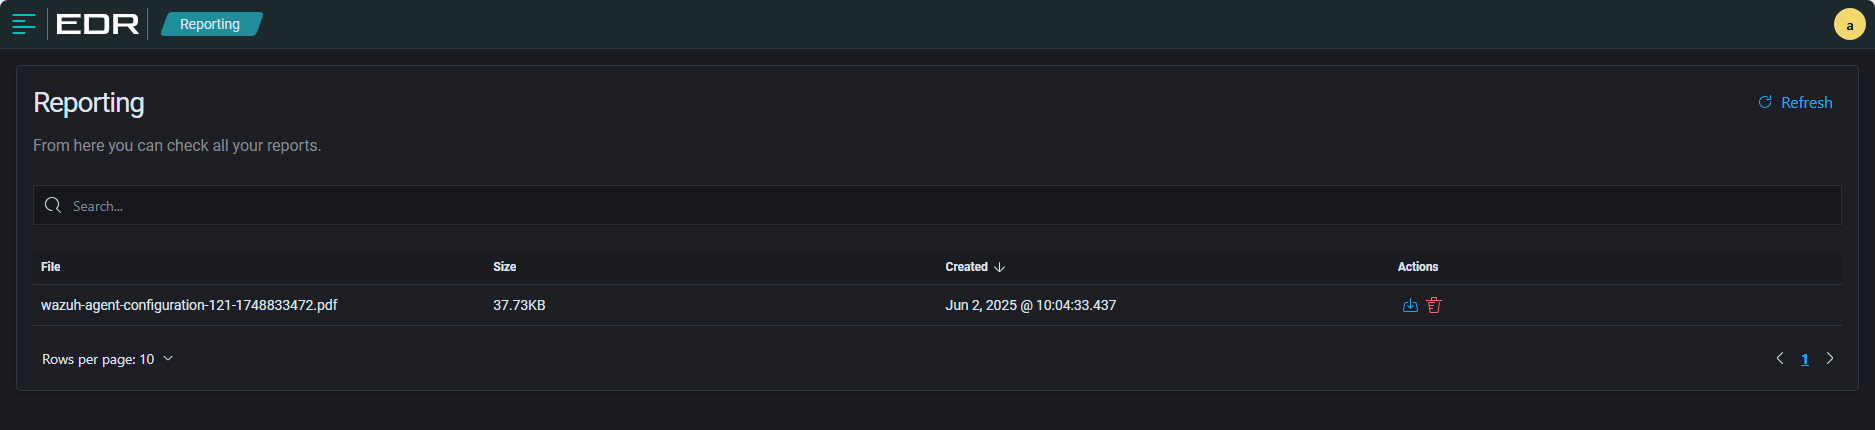 EDR Reporting a
Reporting Refresh
From here you can check all your reports.
Search...
File Size Created Actions
wazuh-agent-configuration-121-1748833472.pdf 37.73KB Jun 2, 2025 @ 10:04:33.437
Rows per page: 10 1